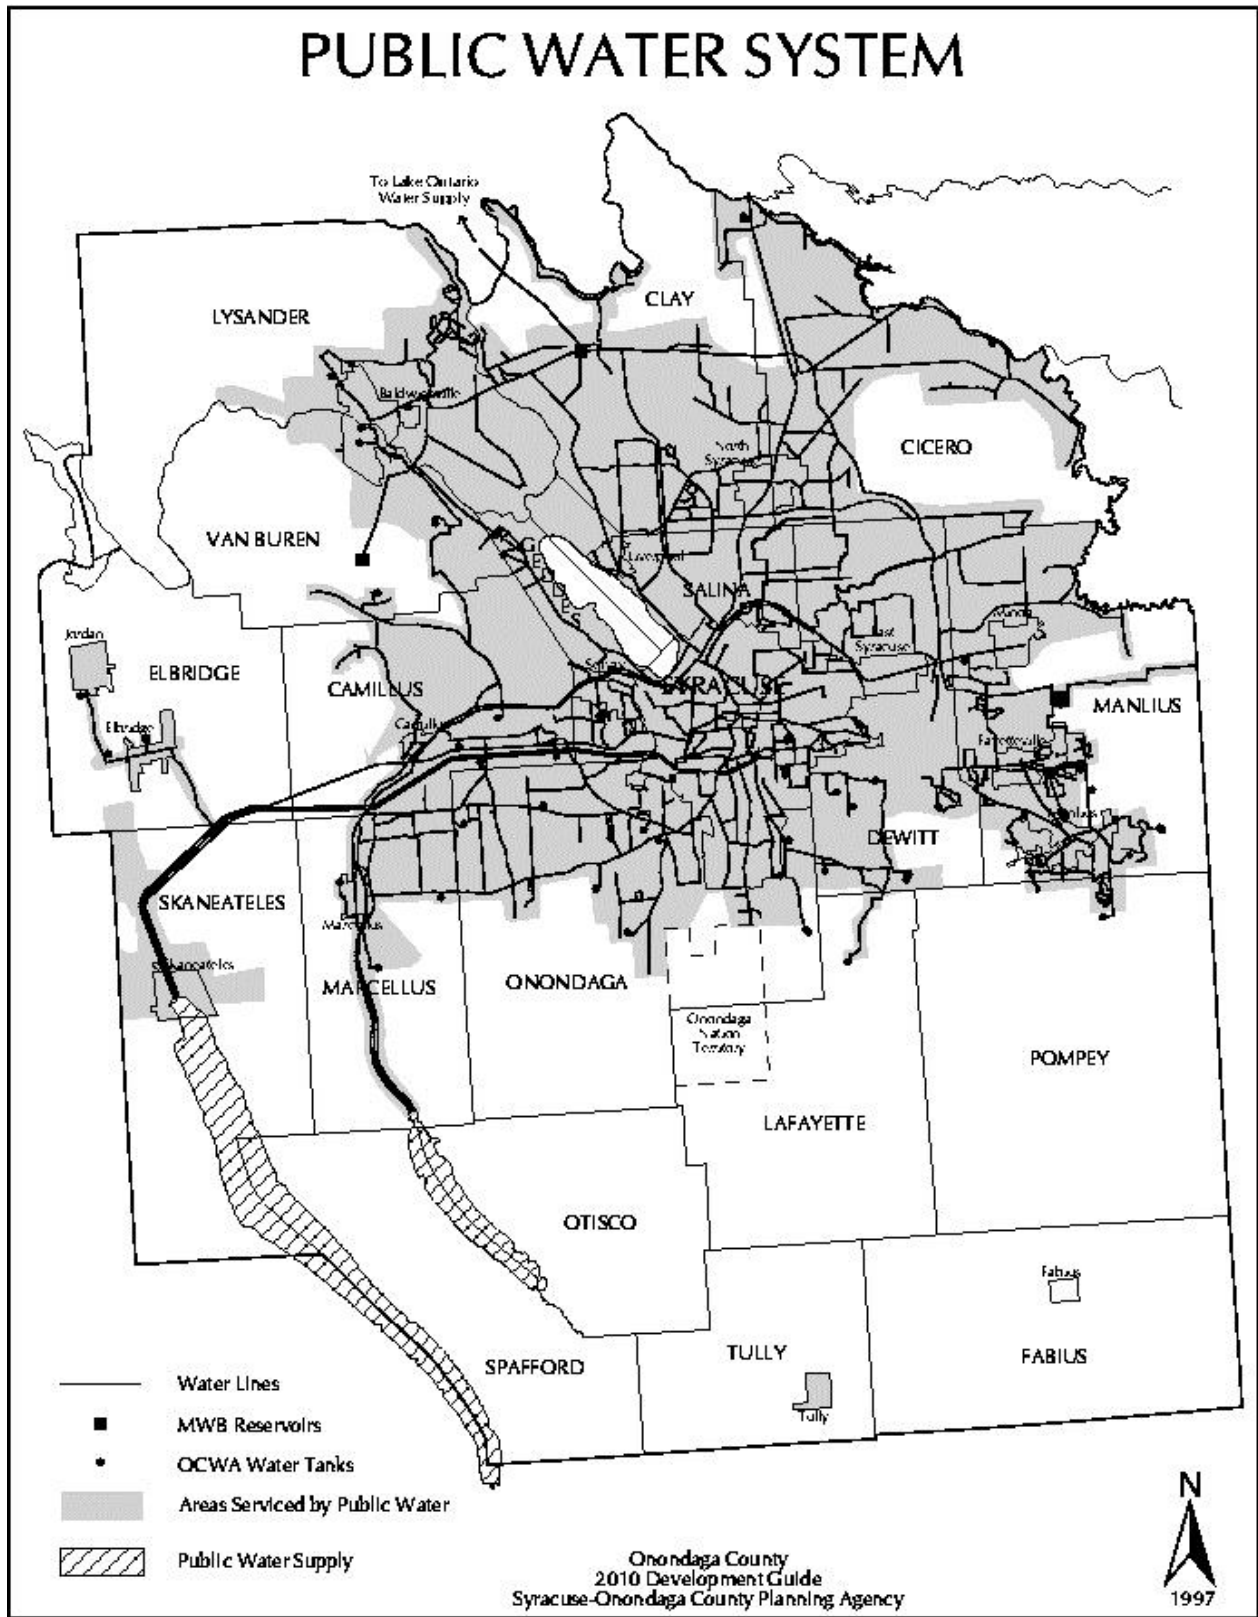 PUBLIC WATER SYSTEM
To Lake Ontario
Water Supply
CLAY
LYSANDER
Baldwinsville
CICERO
North
Syracuse
VAN BUREN
GEDDES
Liverpool
SALINA
Minoa
East
Syracuse
Jordan
ELBRIDGE
CAMILLUS
Solvay
SYRACUSE
MANLIUS
Camillus
Elbridge
Fayetteville
Manlius
DEWITT
SKANEATELES
Marcellus
Skaneateles
MARCELLUS
ONONDAGA
Onondaga
Nation
Territory
POMPEY
LAFAYETTE
OTISCO
Fabius
TULLY
FABIUS
SPAFFORD
Tully
Water Lines
MWB Reservoirs
OCWA Water Tanks
Areas Serviced by Public Water
Public Water Supply
Onondaga County
2010 Development Guide
Syracuse-Onondaga County Planning Agency
N
1997